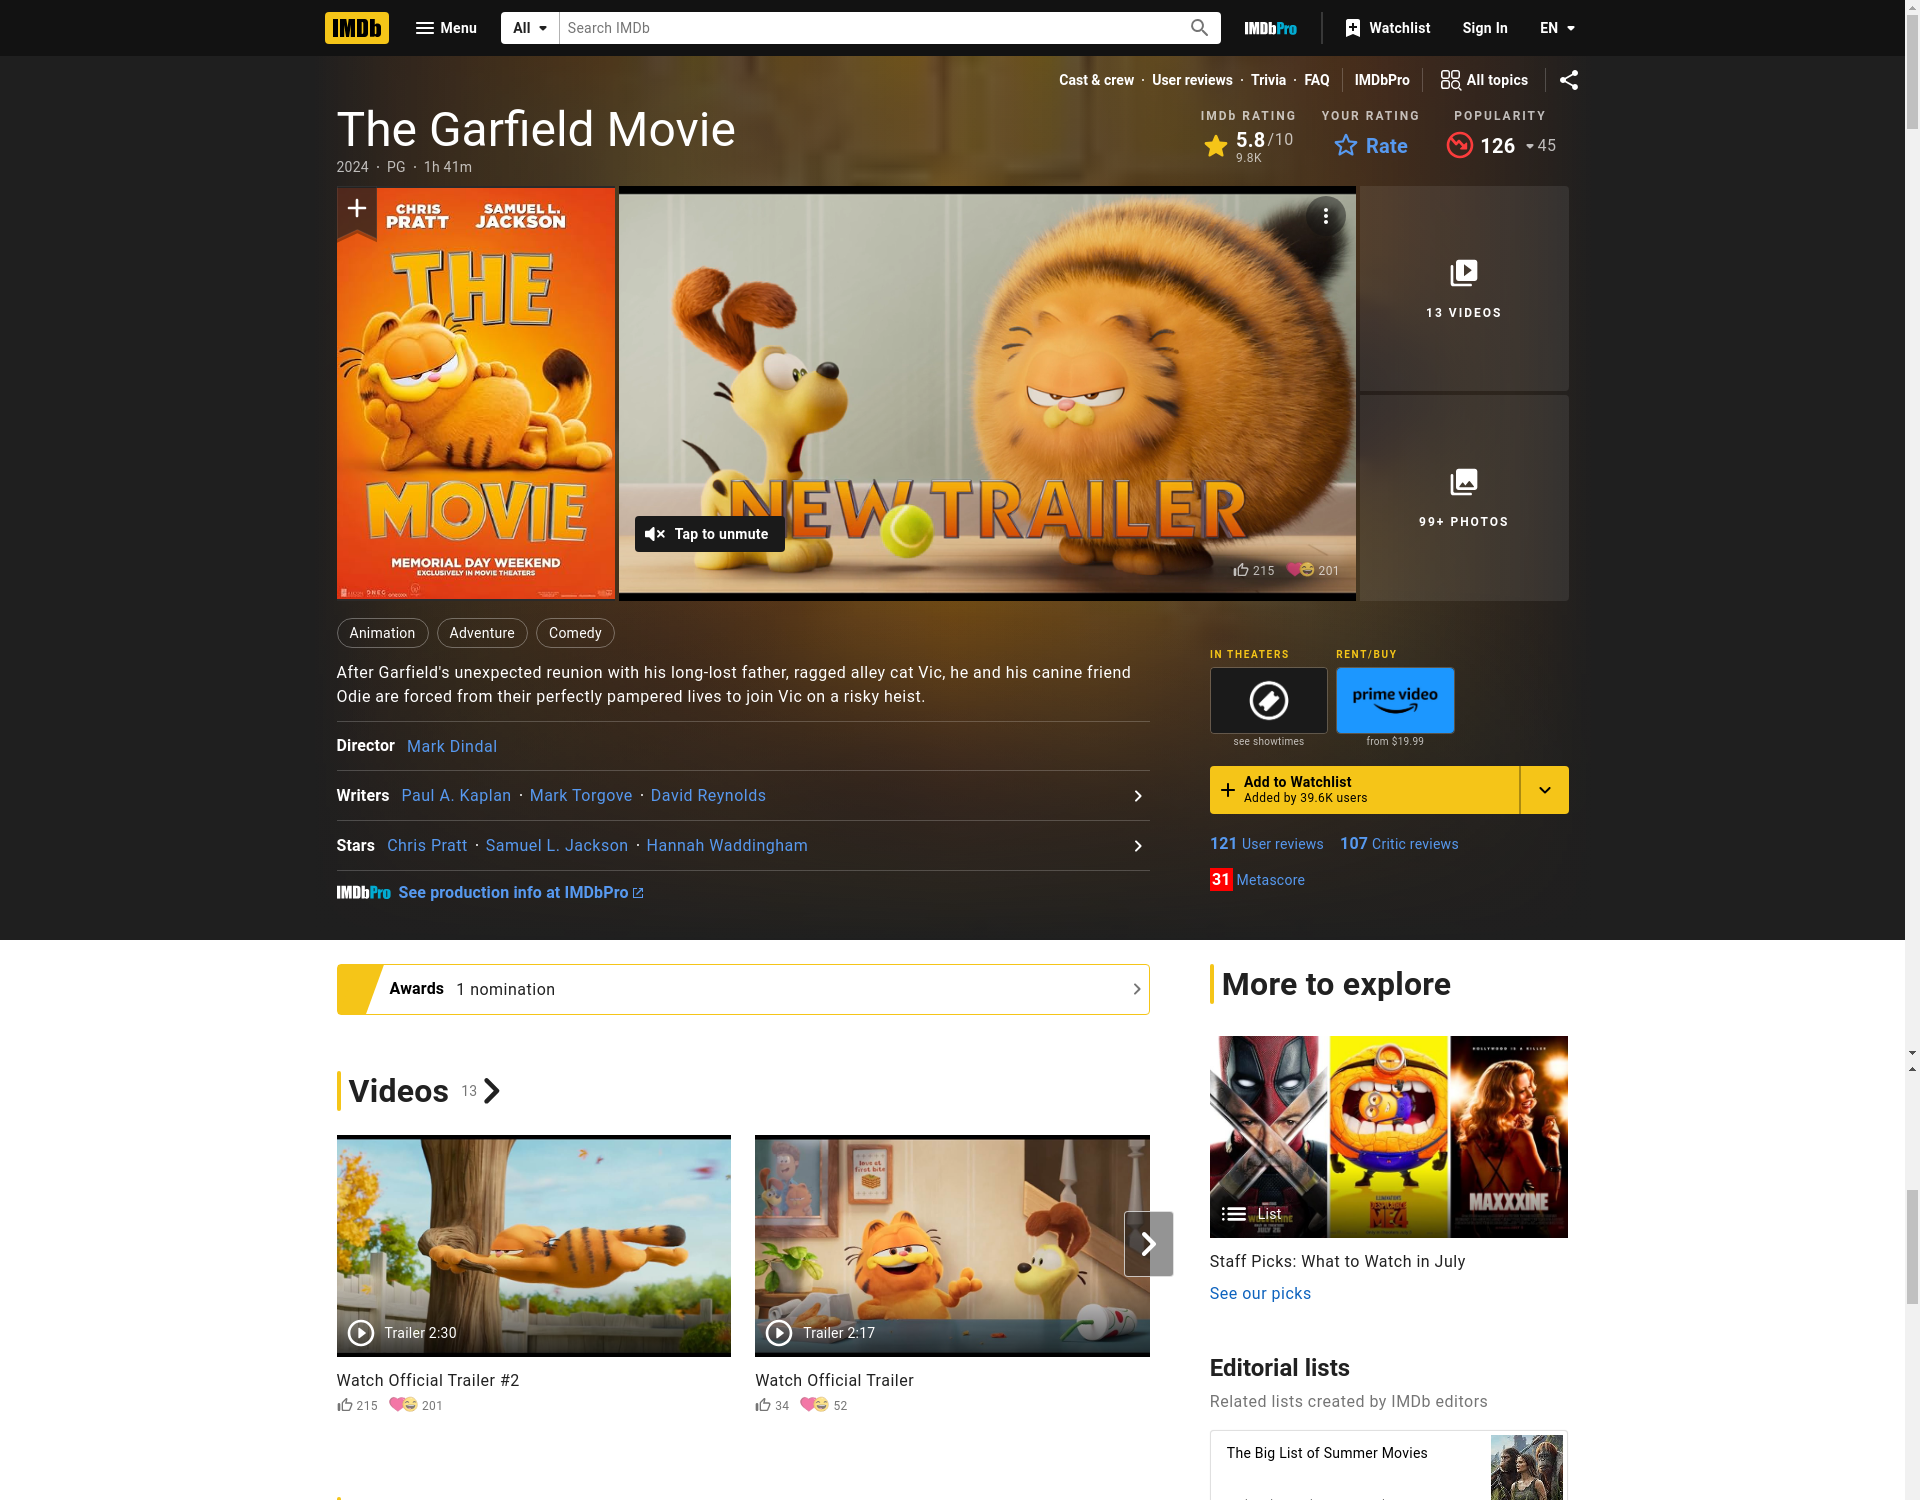 IMDb
Menu
All
Search IMDb
IMDbPro
Watchlist
Sign In
EN
Cast & crew · User reviews · Trivia · FAQ
IMDbPro
All topics
The Garfield Movie
2024 · PG · 1h 41m
IMDb RATING
5.8/10
9.8K
YOUR RATING
Rate
POPULARITY
126
45
CHRIS PRATT
SAMUEL L. JACKSON
THE
MOVIE
MEMORIAL DAY WEEKEND
EXCLUSIVELY IN MOVIE THEATERS
NEW TRAILER
Tap to unmute
215
201
13 VIDEOS
99+ PHOTOS
Animation
Adventure
Comedy
After Garfield's unexpected reunion with his long-lost father, ragged alley cat Vic, he and his canine friend
Odie are forced from their perfectly pampered lives to join Vic on a risky heist.
Director Mark Dindal
Writers Paul A. Kaplan · Mark Torgove · David Reynolds
Stars Chris Pratt · Samuel L. Jackson · Hannah Waddingham
IMDbPro See production info at IMDbPro
IN THEATERS
see showtimes
RENT/BUY
prime video
from $19.99
Add to Watchlist
Added by 39.6K users
121 User reviews
107 Critic reviews
31 Metascore
Awards 1 nomination
Videos 13
Trailer 2:30
Watch Official Trailer #2
215
201
love at
first bite
Trailer 2:17
Watch Official Trailer
34
52
More to explore
HOLLYWOOD IS A KILLER
MAXXXINE
ME4
JULY 26
List
Staff Picks: What to Watch in July
See our picks
Editorial lists
Related lists created by IMDb editors
The Big List of Summer Movies